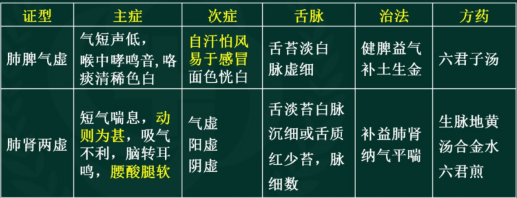 证型 主症 次症 舌脉 治法 方药
肺脾气虚
气短声低，
喉中哮鸣音,咯
痰清稀色白
自汗怕风
易于感冒
面色㿠白
舌苔淡白
脉虚细
健脾益气
补土生金
六君子汤
肺肾两虚
短气喘息，动
则为甚，吸气
不利，脑转耳
鸣，腰酸腿软
气虚
阳虚
阴虚
舌淡苔白脉
沉细或舌质
红少苔，脉
细数
补益肺肾
纳气平喘
生脉地黄
汤合金水
六君煎